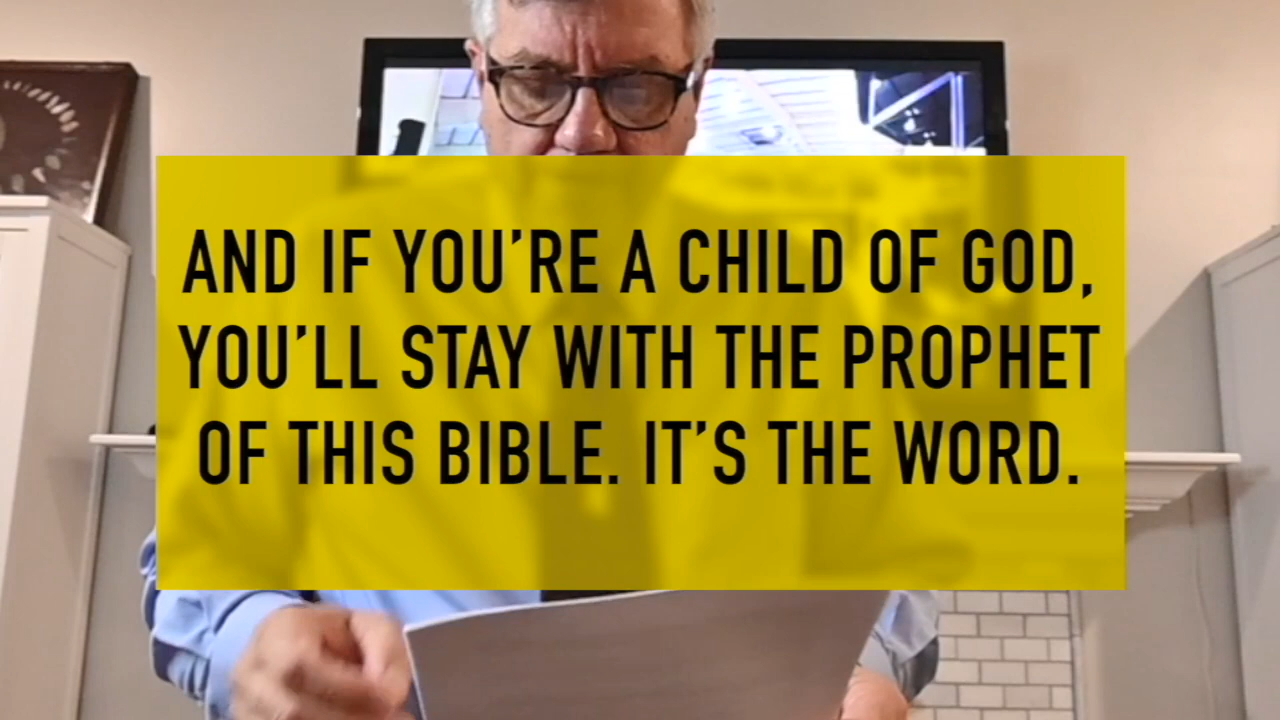 AND IF YOU’RE A CHILD OF GOD,
YOU’LL STAY WITH THE PROPHET
OF THIS BIBLE. IT’S THE WORD.